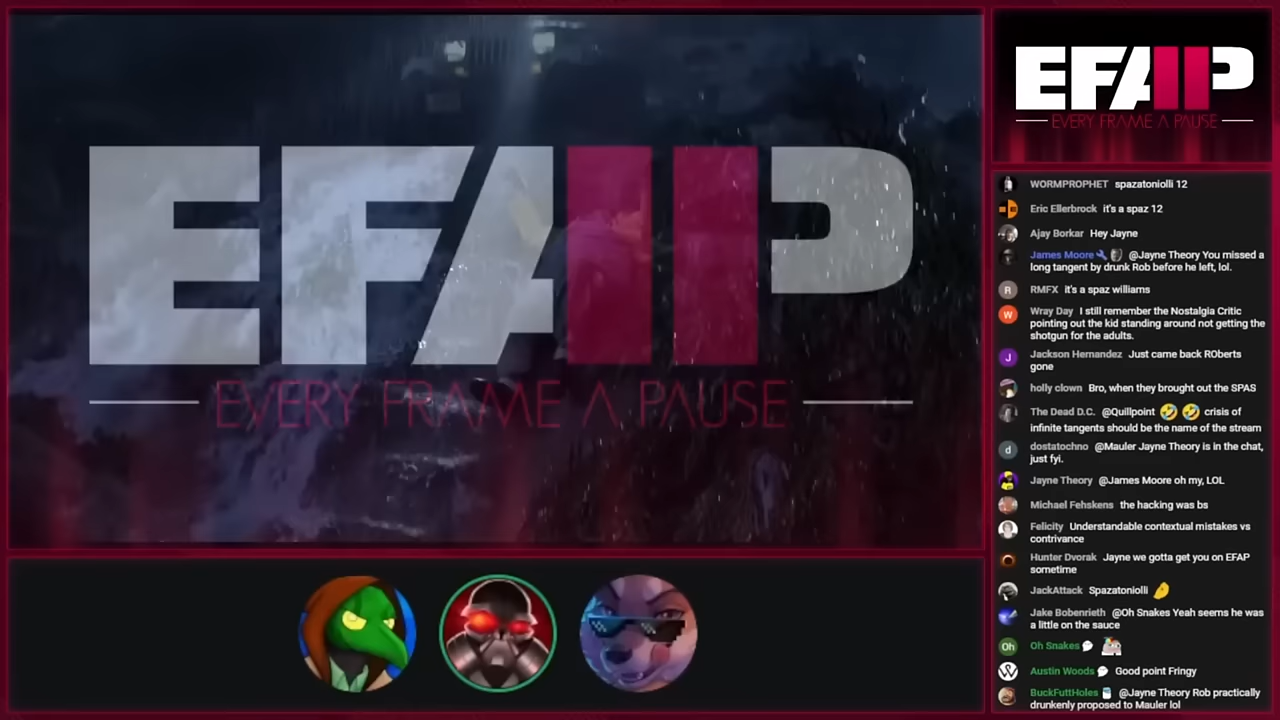 EFAP
EVERY FRAME A PAUSE
EFAP
EVERY FRAME A PAUSE
WORMPROPHET spazatoniolli 12
Eric Ellerbrock it's a spaz 12
Ajay Borkar Hey Jayne
James Moore @Jayne Theory You missed a
long tangent by drunk Rob before he left, lol.
R
RMFX it's a spaz williams
W
Wray Day I still remember the Nostalgia Critic
pointing out the kid standing around not getting the
shotgun for the adults.
J
Jackson Hernandez Just came back ROberts
gone
holly clown Bro, when they brought out the SPAS
The Dead D.C. @Quillpoint 🤣 🤣 crisis of
infinite tangents should be the name of the stream
d
dostatochno @Mauler Jayne Theory is in the chat,
just fyi.
Jayne Theory @James Moore oh my, LOL
Michael Fehskens the hacking was bs
Felicity Understandable contextual mistakes vs
contrivance
Hunter Dvorak Jayne we gotta get you on EFAP
sometime
JackAttack Spazatoniolli
Jake Bobenrieth @Oh Snakes Yeah seems he was
a little on the sauce
Oh
Oh Snakes
W
Austin Woods Good point Fringy
BuckFuttHoles @Jayne Theory Rob practically
drunkenly proposed to Mauler lol